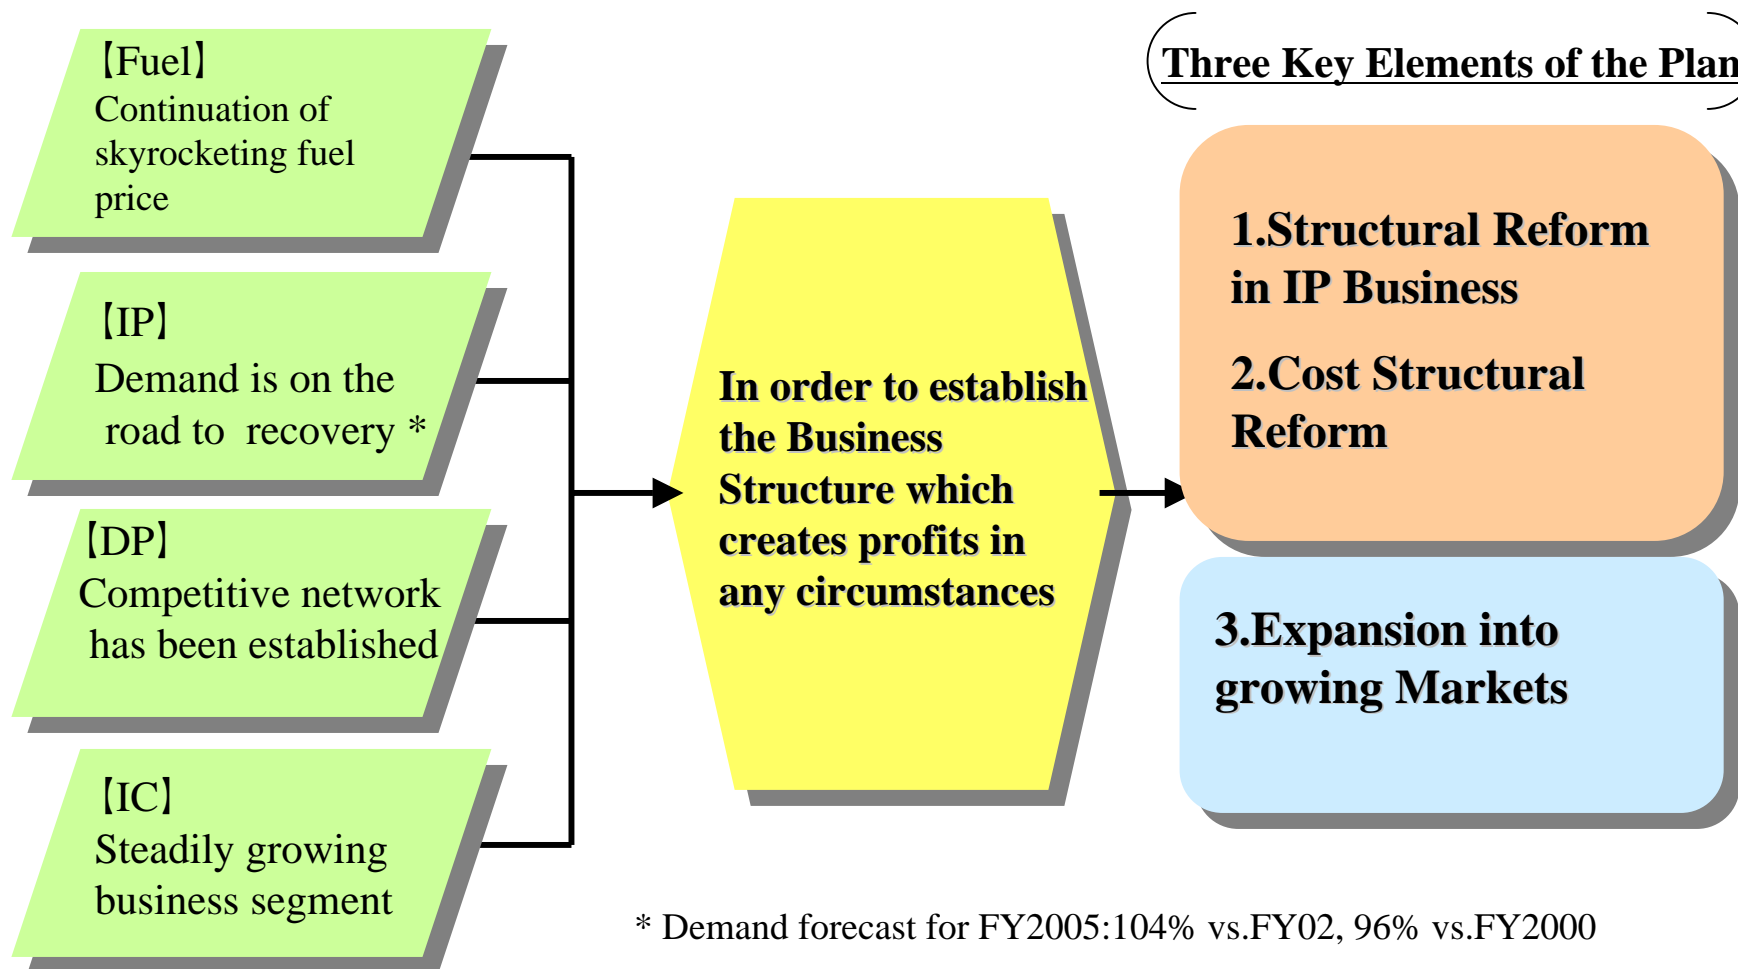 【Fuel】
Continuation of
skyrocketing fuel
price
【IP】
Demand is on the
road to recovery *
【DP】
Competitive network
has been established
【IC】
Steadily growing
business segment
In order to establish
the Business
Structure which
creates profits in
any circumstances
Three Key Elements of the Plan
1.Structural Reform
in IP Business
2.Cost Structural
Reform
3.Expansion into
growing Markets
* Demand forecast for FY2005:104% vs.FY02, 96% vs.FY2000